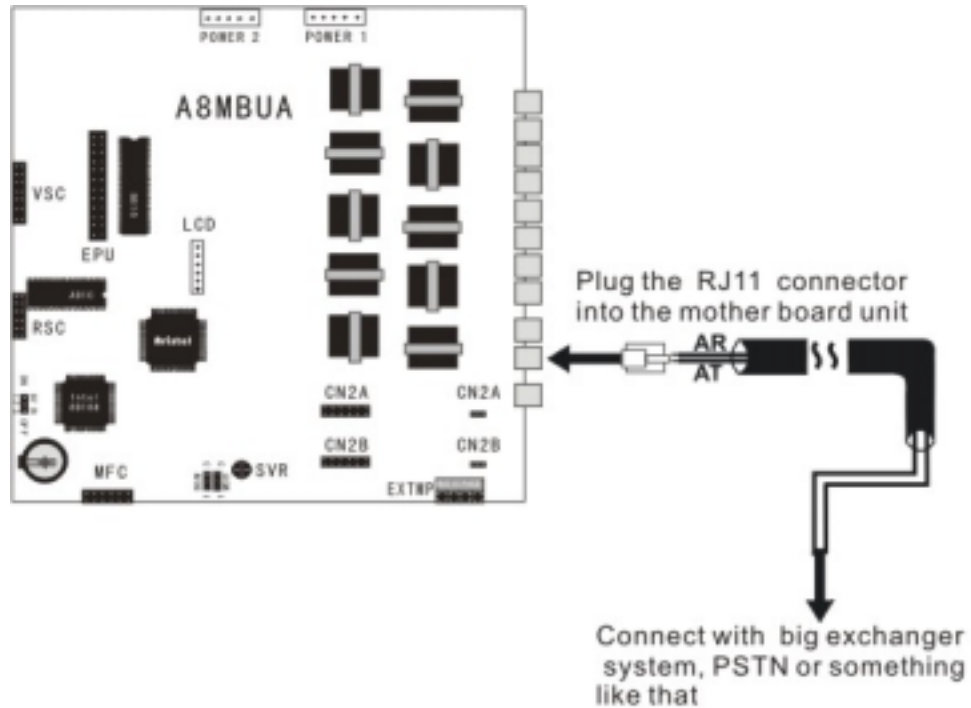 POWER 2
POWER 1
A8MBUA
VSC
EPU
LCD
RSC
Plug the RJ11 connector
into the mother board unit
AR
AT
CN2A
CN2A
CN2B
CN2B
MFC
SVR
EXTMP
Connect with big exchanger
system, PSTN or something
like that